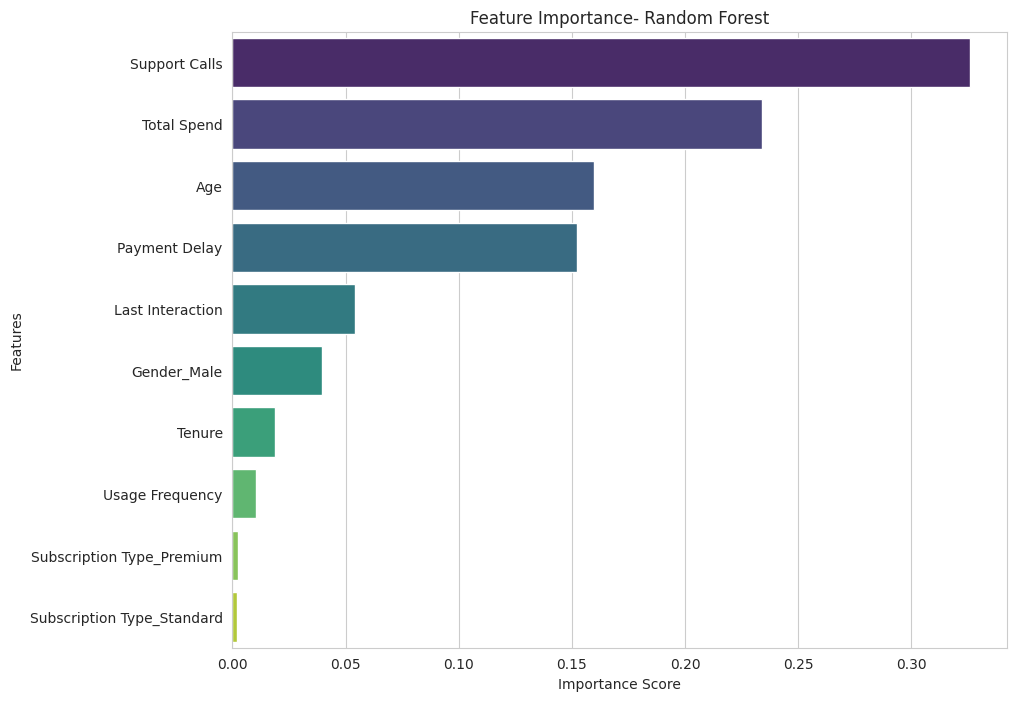 Feature Importance- Random Forest
Support Calls
Total Spend
Age
Payment Delay
Last Interaction
Gender_Male
Tenure
Usage Frequency
Subscription Type_Premium
Subscription Type_Standard
Features
0.00 0.05 0.10 0.15 0.20 0.25 0.30
Importance Score